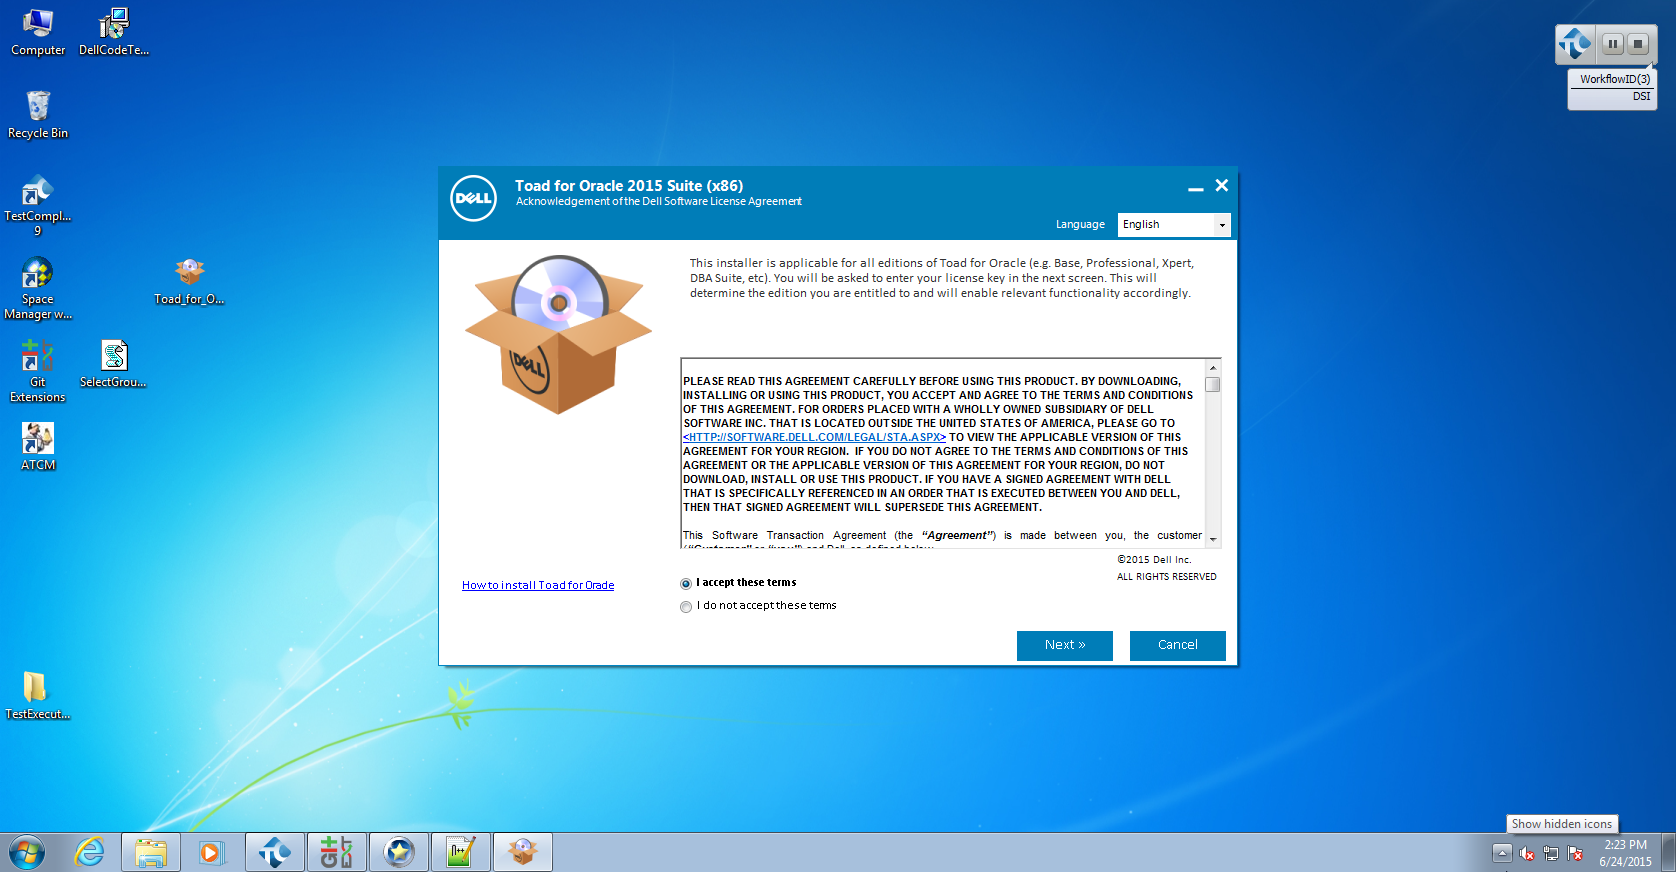 Computer
DellCodeTe...
Recycle Bin
TestCompl...
9
Space
Manager w...
Toad_for_O...
Git
Extensions
SelectGrou...
ATCM
TestExecut...
WorkflowID(3)
DSI
DELL
Toad for Oracle 2015 Suite (x86)
Acknowledgement of the Dell Software License Agreement
Language
English
This installer is applicable for all editions of Toad for Oracle (e.g. Base, Professional, Xpert,
DBA Suite, etc). You will be asked to enter your license key in the next screen. This will
determine the edition you are entitled to and will enable relevant functionality accordingly.
DELL
PLEASE READ THIS AGREEMENT CAREFULLY BEFORE USING THIS PRODUCT. BY DOWNLOADING,
INSTALLING OR USING THIS PRODUCT, YOU ACCEPT AND AGREE TO THE TERMS AND CONDITIONS
OF THIS AGREEMENT. FOR ORDERS PLACED WITH A WHOLLY OWNED SUBSIDIARY OF DELL
SOFTWARE INC. THAT IS LOCATED OUTSIDE THE UNITED STATES OF AMERICA, PLEASE GO TO
<HTTP://SOFTWARE.DELL.COM/LEGAL/STA.ASPX> TO VIEW THE APPLICABLE VERSION OF THIS
AGREEMENT FOR YOUR REGION. IF YOU DO NOT AGREE TO THE TERMS AND CONDITIONS OF THIS
AGREEMENT OR THE APPLICABLE VERSION OF THIS AGREEMENT FOR YOUR REGION, DO NOT
DOWNLOAD, INSTALL OR USE THIS PRODUCT. IF YOU HAVE A SIGNED AGREEMENT WITH DELL
THAT IS SPECIFICALLY REFERENCED IN AN ORDER THAT IS EXECUTED BETWEEN YOU AND DELL,
THEN THAT SIGNED AGREEMENT WILL SUPERSEDE THIS AGREEMENT.
This Software Transaction Agreement (the “Agreement”) is made between you, the customer
(“Customer” or “you”) and Dell, as defined below.
©2015 Dell Inc.
ALL RIGHTS RESERVED
How to install Toad for Oracle
I accept these terms
I do not accept these terms
Next »
Cancel
Show hidden icons
2:23 PM
6/24/2015